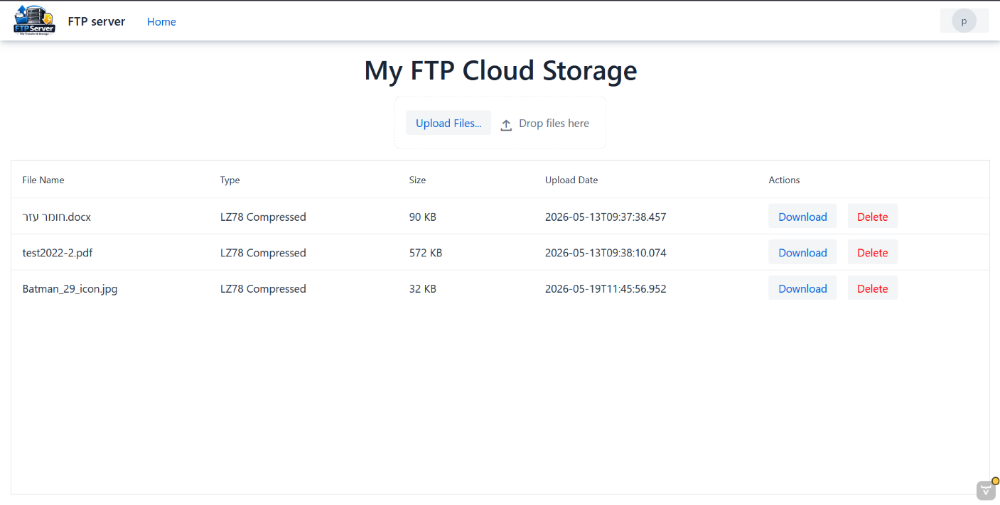 FTP Server
File Transfer & Storage
FTP server Home p
My FTP Cloud Storage
Upload Files... Drop files here
File Name Type Size Upload Date Actions
חומר עזר.docx LZ78 Compressed 90 KB 2026-05-13T09:37:38.457 Download Delete
test2022-2.pdf LZ78 Compressed 572 KB 2026-05-13T09:38:10.074 Download Delete
Batman_29_icon.jpg LZ78 Compressed 32 KB 2026-05-19T11:45:56.952 Download Delete